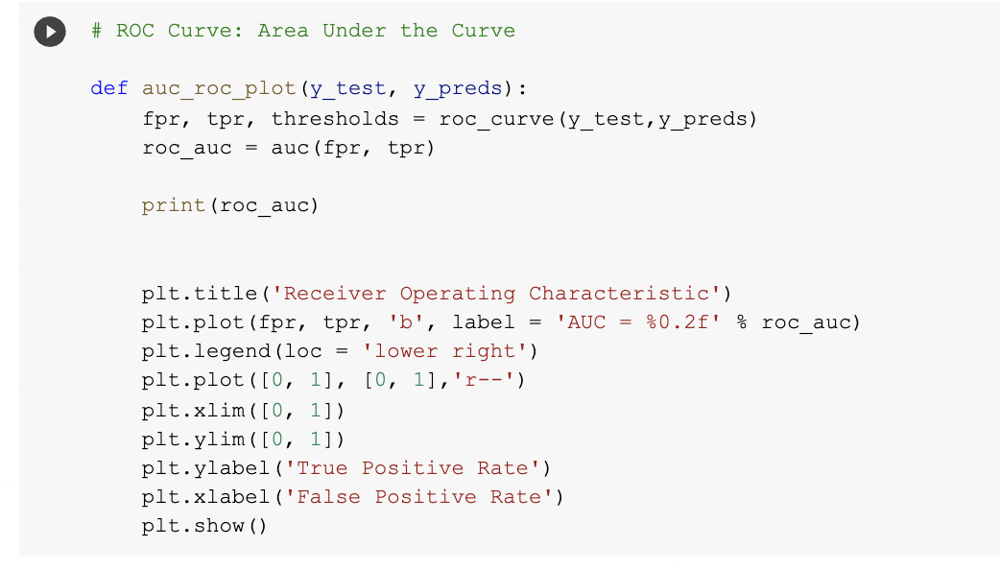 # ROC Curve: Area Under the Curve
def auc_roc_plot(y_test, y_preds):
    fpr, tpr, thresholds = roc_curve(y_test,y_preds)
    roc_auc = auc(fpr, tpr)
    print(roc_auc)
    plt.title('Receiver Operating Characteristic')
    plt.plot(fpr, tpr, 'b', label = 'AUC = %0.2f' % roc_auc)
    plt.legend(loc = 'lower right')
    plt.plot([0, 1], [0, 1],'r--')
    plt.xlim([0, 1])
    plt.ylim([0, 1])
    plt.ylabel('True Positive Rate')
    plt.xlabel('False Positive Rate')
    plt.show()